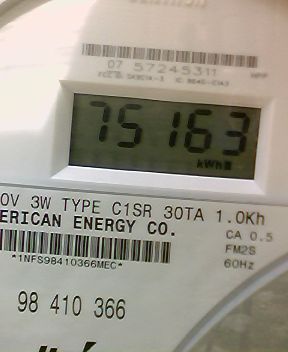 07 57245311
75163
kWh
0V 3W TYPE C1SR 30TA 1.0Kh
ERICAN ENERGY CO.
CA 0.5
FM2S
60Hz
*1NFS98410366MEC*
98 410 366